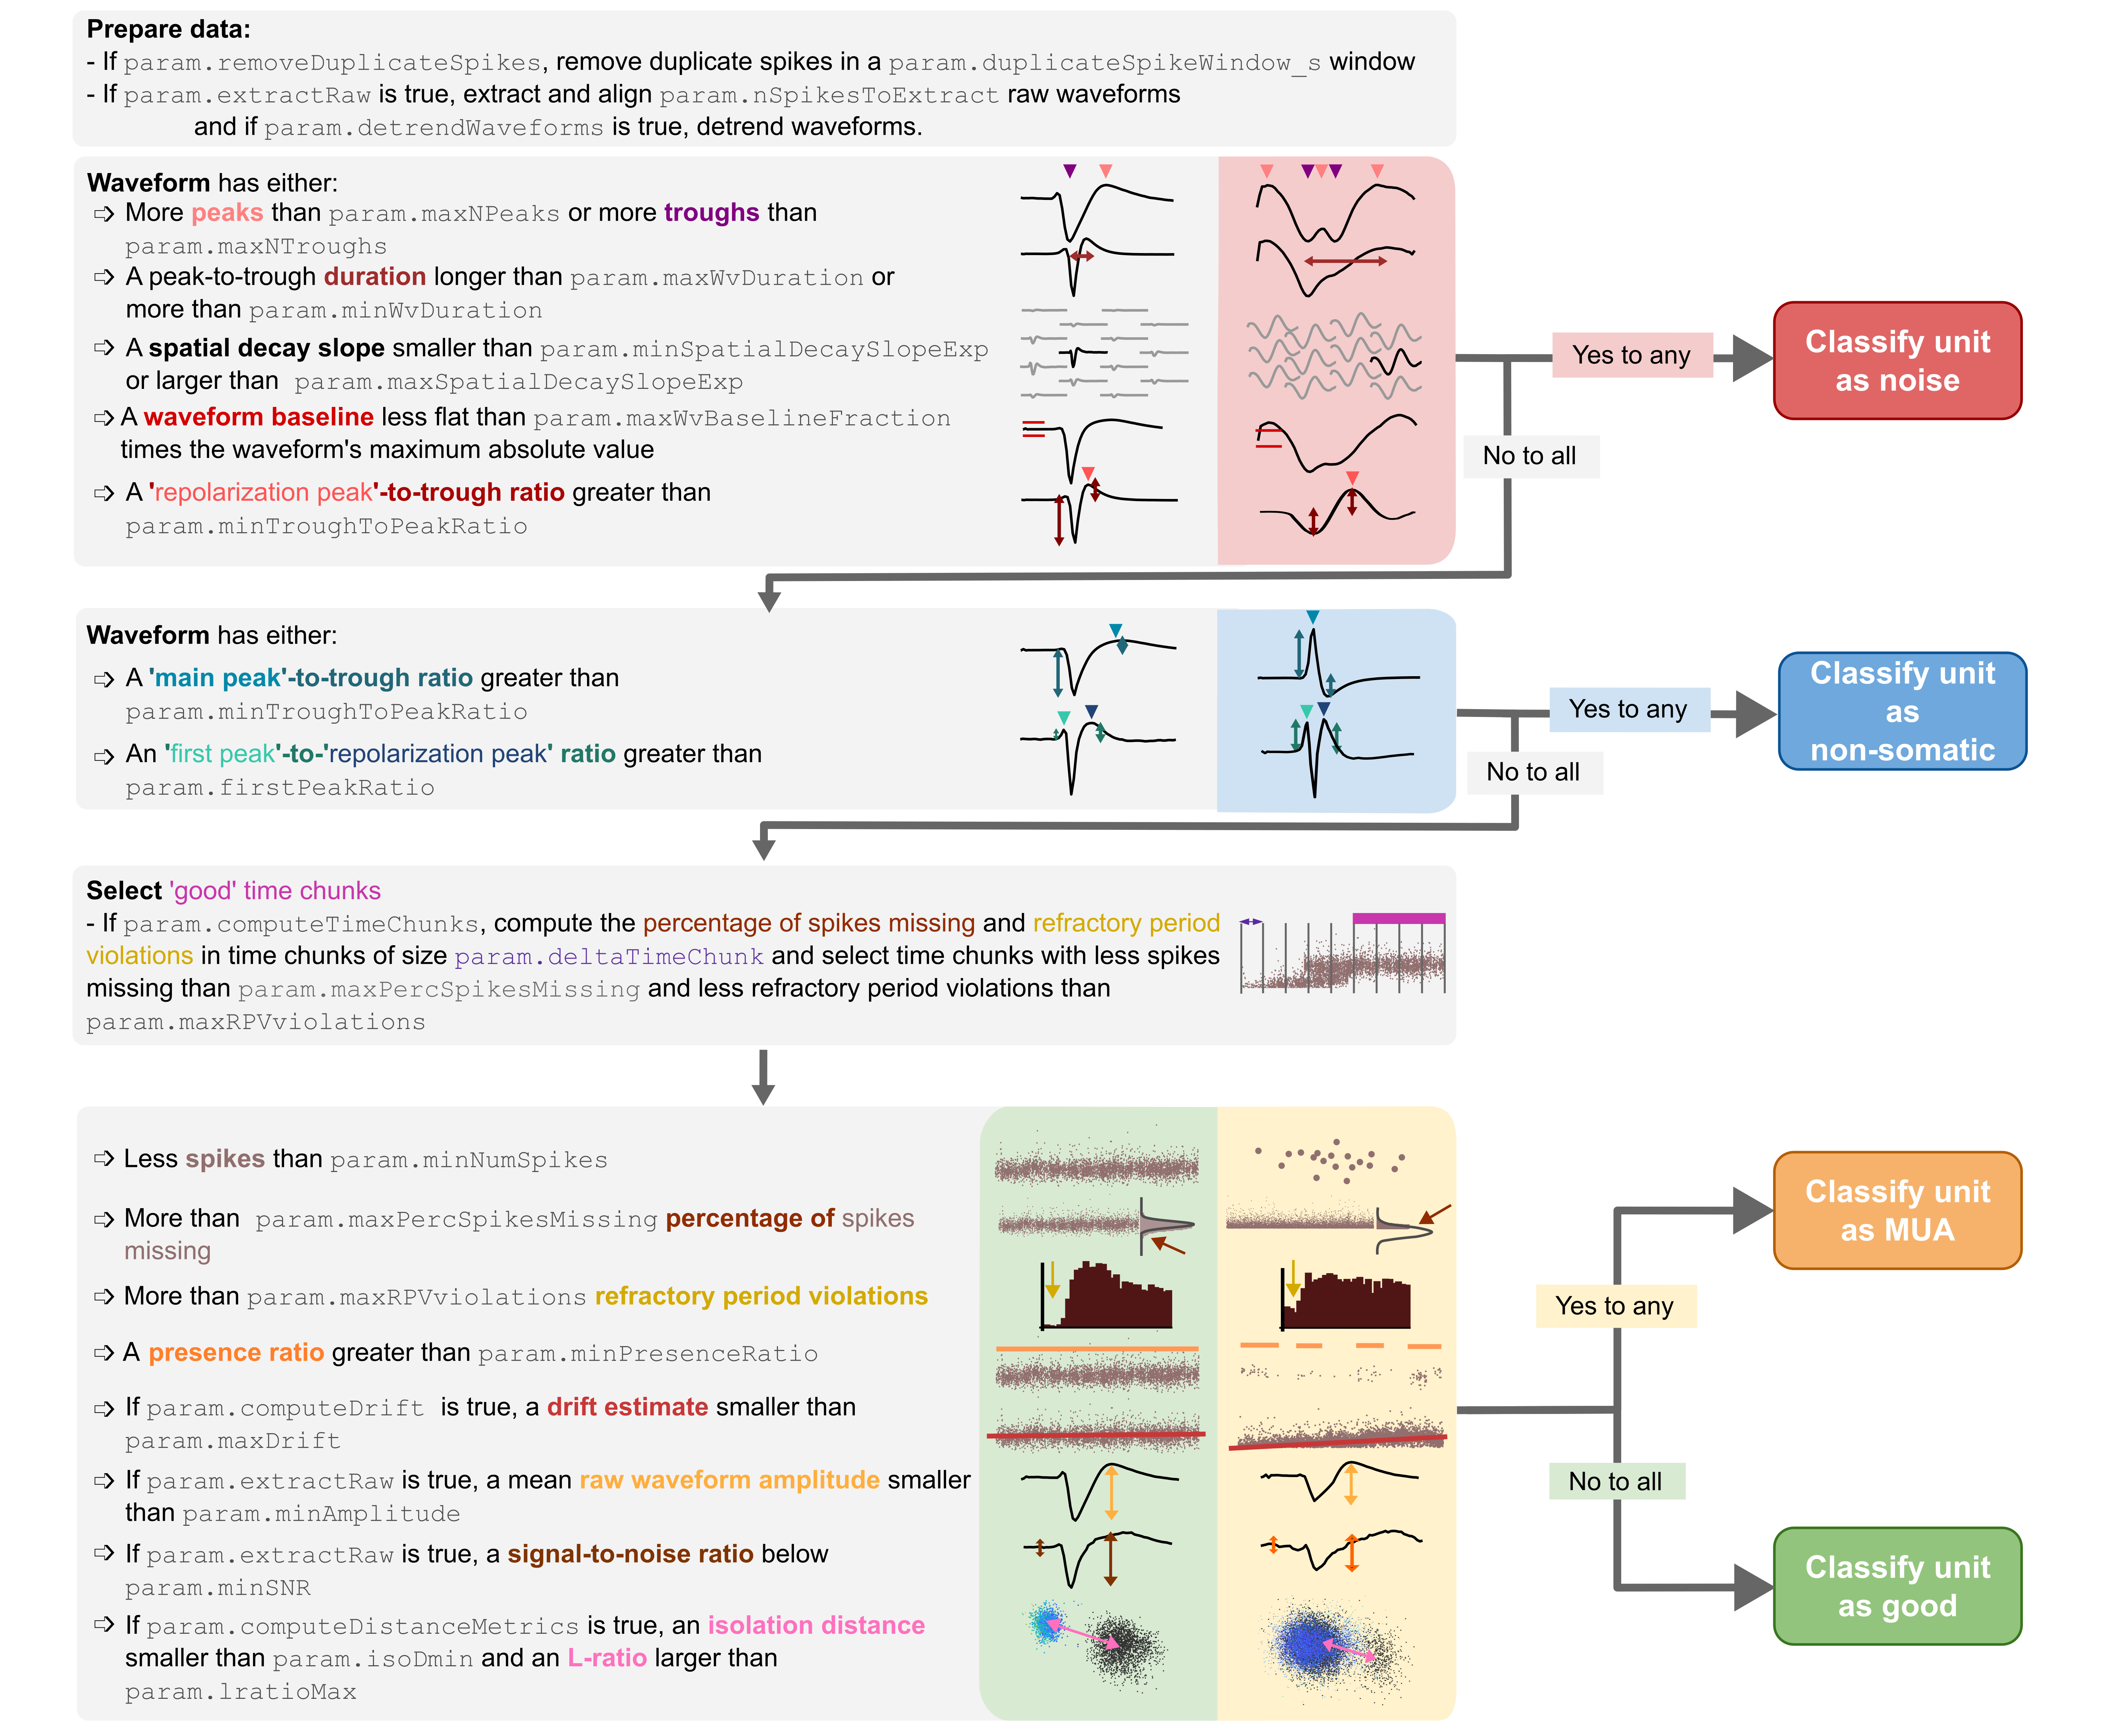 Prepare data:
- If param.removeDuplicateSpikes, remove duplicate spikes in a param.duplicateSpikeWindow_s window
- If param.extractRaw is true, extract and align param.nSpikesToExtract raw waveforms
and if param.detrendWaveforms is true, detrend waveforms.
Waveform has either:
➩ More peaks than param.maxNPeaks or more troughs than
param.maxNTroughs
➩ A peak-to-trough duration longer than param.maxWvDuration or
more than param.minWvDuration
➩ A spatial decay slope smaller than param.minSpatialDecaySlopeExp
or larger than param.maxSpatialDecaySlopeExp
➩ A waveform baseline less flat than param.maxWvBaselineFraction
times the waveform's maximum absolute value
➩ A 'repolarization peak'-to-trough ratio greater than
param.minTroughToPeakRatio
Yes to any
Classify unit
as noise
No to all
Waveform has either:
➩ A 'main peak'-to-trough ratio greater than
param.minTroughToPeakRatio
➩ An 'first peak'-to-'repolarization peak' ratio greater than
param.firstPeakRatio
Yes to any
Classify unit
as
non-somatic
No to all
Select 'good' time chunks
- If param.computeTimeChunks, compute the percentage of spikes missing and refractory period
violations in time chunks of size param.deltaTimeChunk and select time chunks with less spikes
missing than param.maxPercSpikesMissing and less refractory period violations than
param.maxRPVviolations
➩ Less spikes than param.minNumSpikes
➩ More than param.maxPercSpikesMissing percentage of spikes
missing
➩ More than param.maxRPVviolations refractory period violations
➩ A presence ratio greater than param.minPresenceRatio
➩ If param.computeDrift is true, a drift estimate smaller than
param.maxDrift
➩ If param.extractRaw is true, a mean raw waveform amplitude smaller
than param.minAmplitude
➩ If param.extractRaw is true, a signal-to-noise ratio below
param.minSNR
➩ If param.computeDistanceMetrics is true, an isolation distance
smaller than param.isoDmin and an L-ratio larger than
param.lratioMax
Classify unit
as MUA
Yes to any
No to all
Classify unit
as good